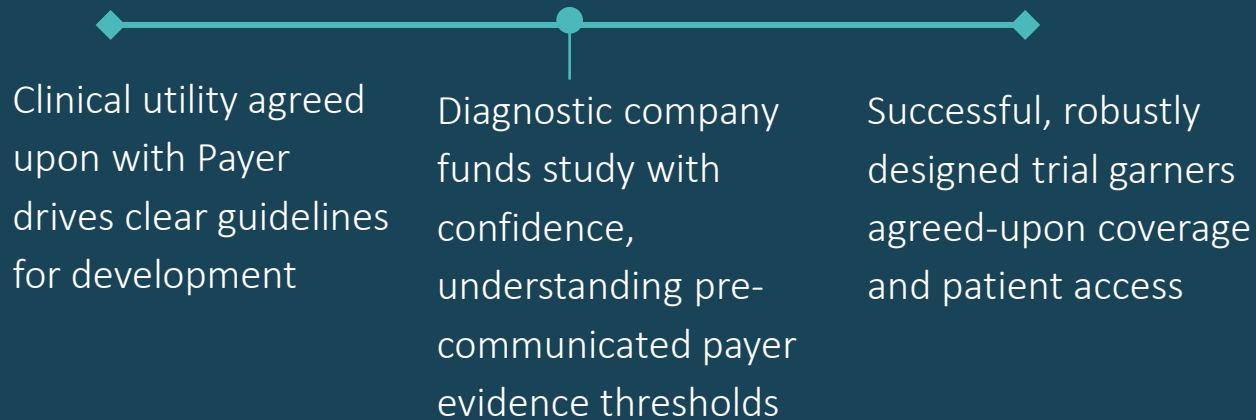 Clinical utility agreed
upon with Payer
drives clear guidelines
for development
Diagnostic company
funds study with
confidence,
understanding pre-
communicated payer
evidence thresholds
Successful, robustly
designed trial garners
agreed-upon coverage
and patient access